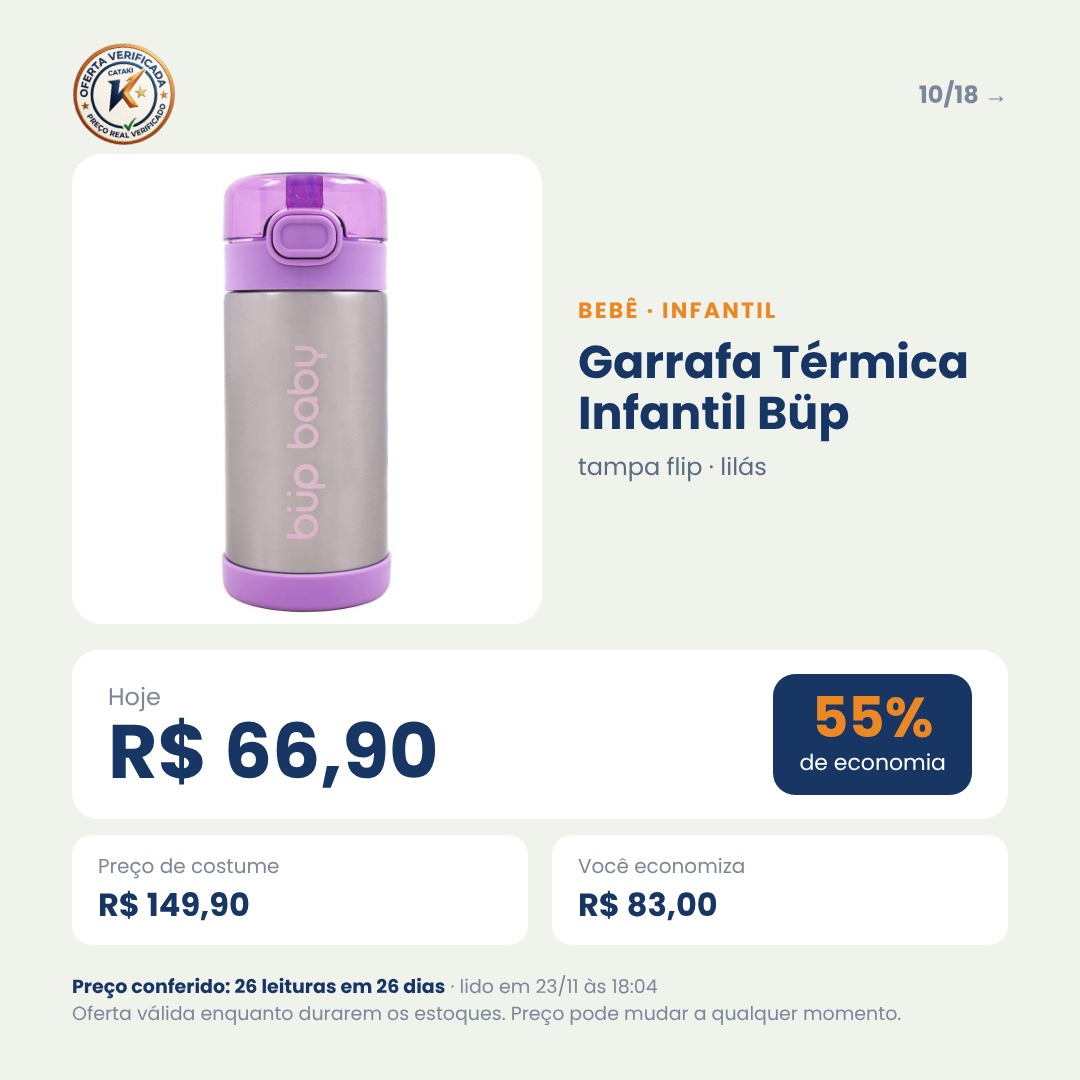 OFERTA VERIFICADA
CATAKI
K
PREÇO REAL VERIFICADO
10/18 →
büp baby
BEBÊ · INFANTIL
Garrafa Térmica
Infantil Büp
tampa flip · lilás
Hoje
R$ 66,90
55%
de economia
Preço de costume
R$ 149,90
Você economiza
R$ 83,00
Preço conferido: 26 leituras em 26 dias · lido em 23/11 às 18:04
Oferta válida enquanto durarem os estoques. Preço pode mudar a qualquer momento.